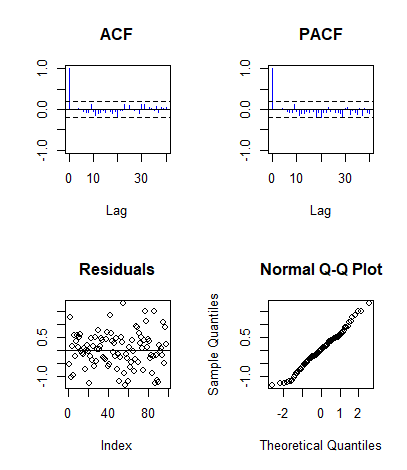 ACF
PACF
1.0
0.0
-1.0
0 10 30
Lag
1.0
0.0
-1.0
0 10 30
Lag
Residuals
Normal Q-Q Plot
0.5
-1.0
0 40 80
Index
Sample Quantiles
0.5
-1.0
-2 0 1 2
Theoretical Quantiles